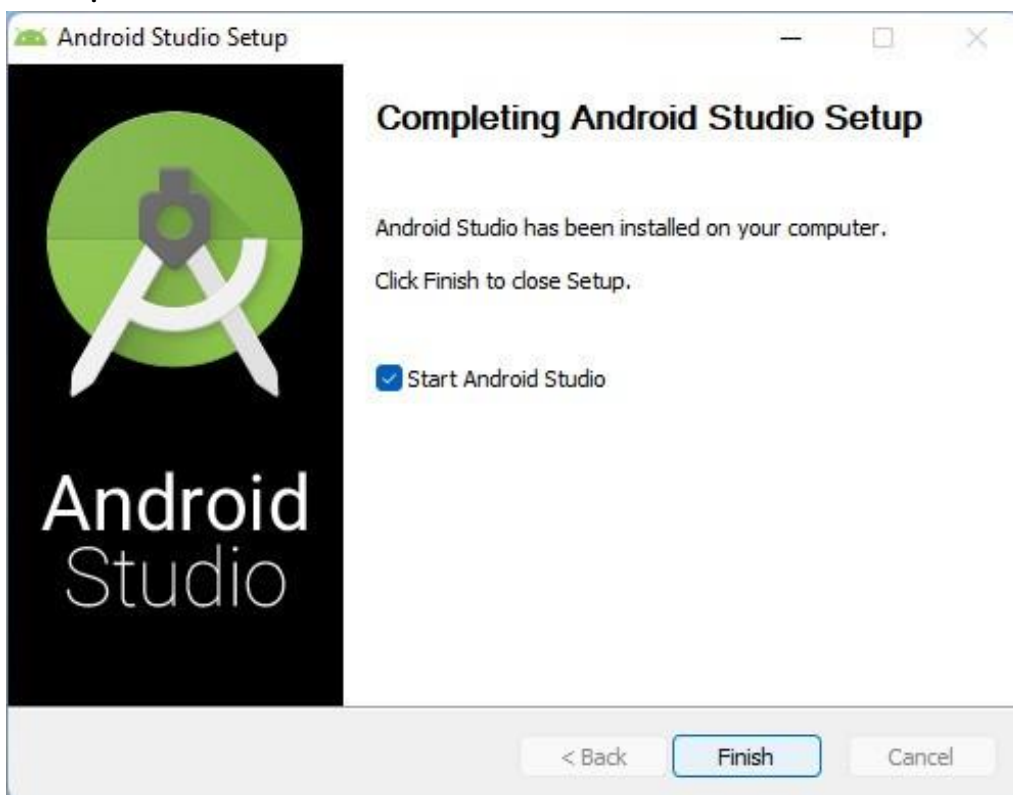 Android Studio Setup
Completing Android Studio Setup
Android Studio has been installed on your computer.
Click Finish to close Setup.
Start Android Studio
Android
Studio
< Back
Finish
Cancel